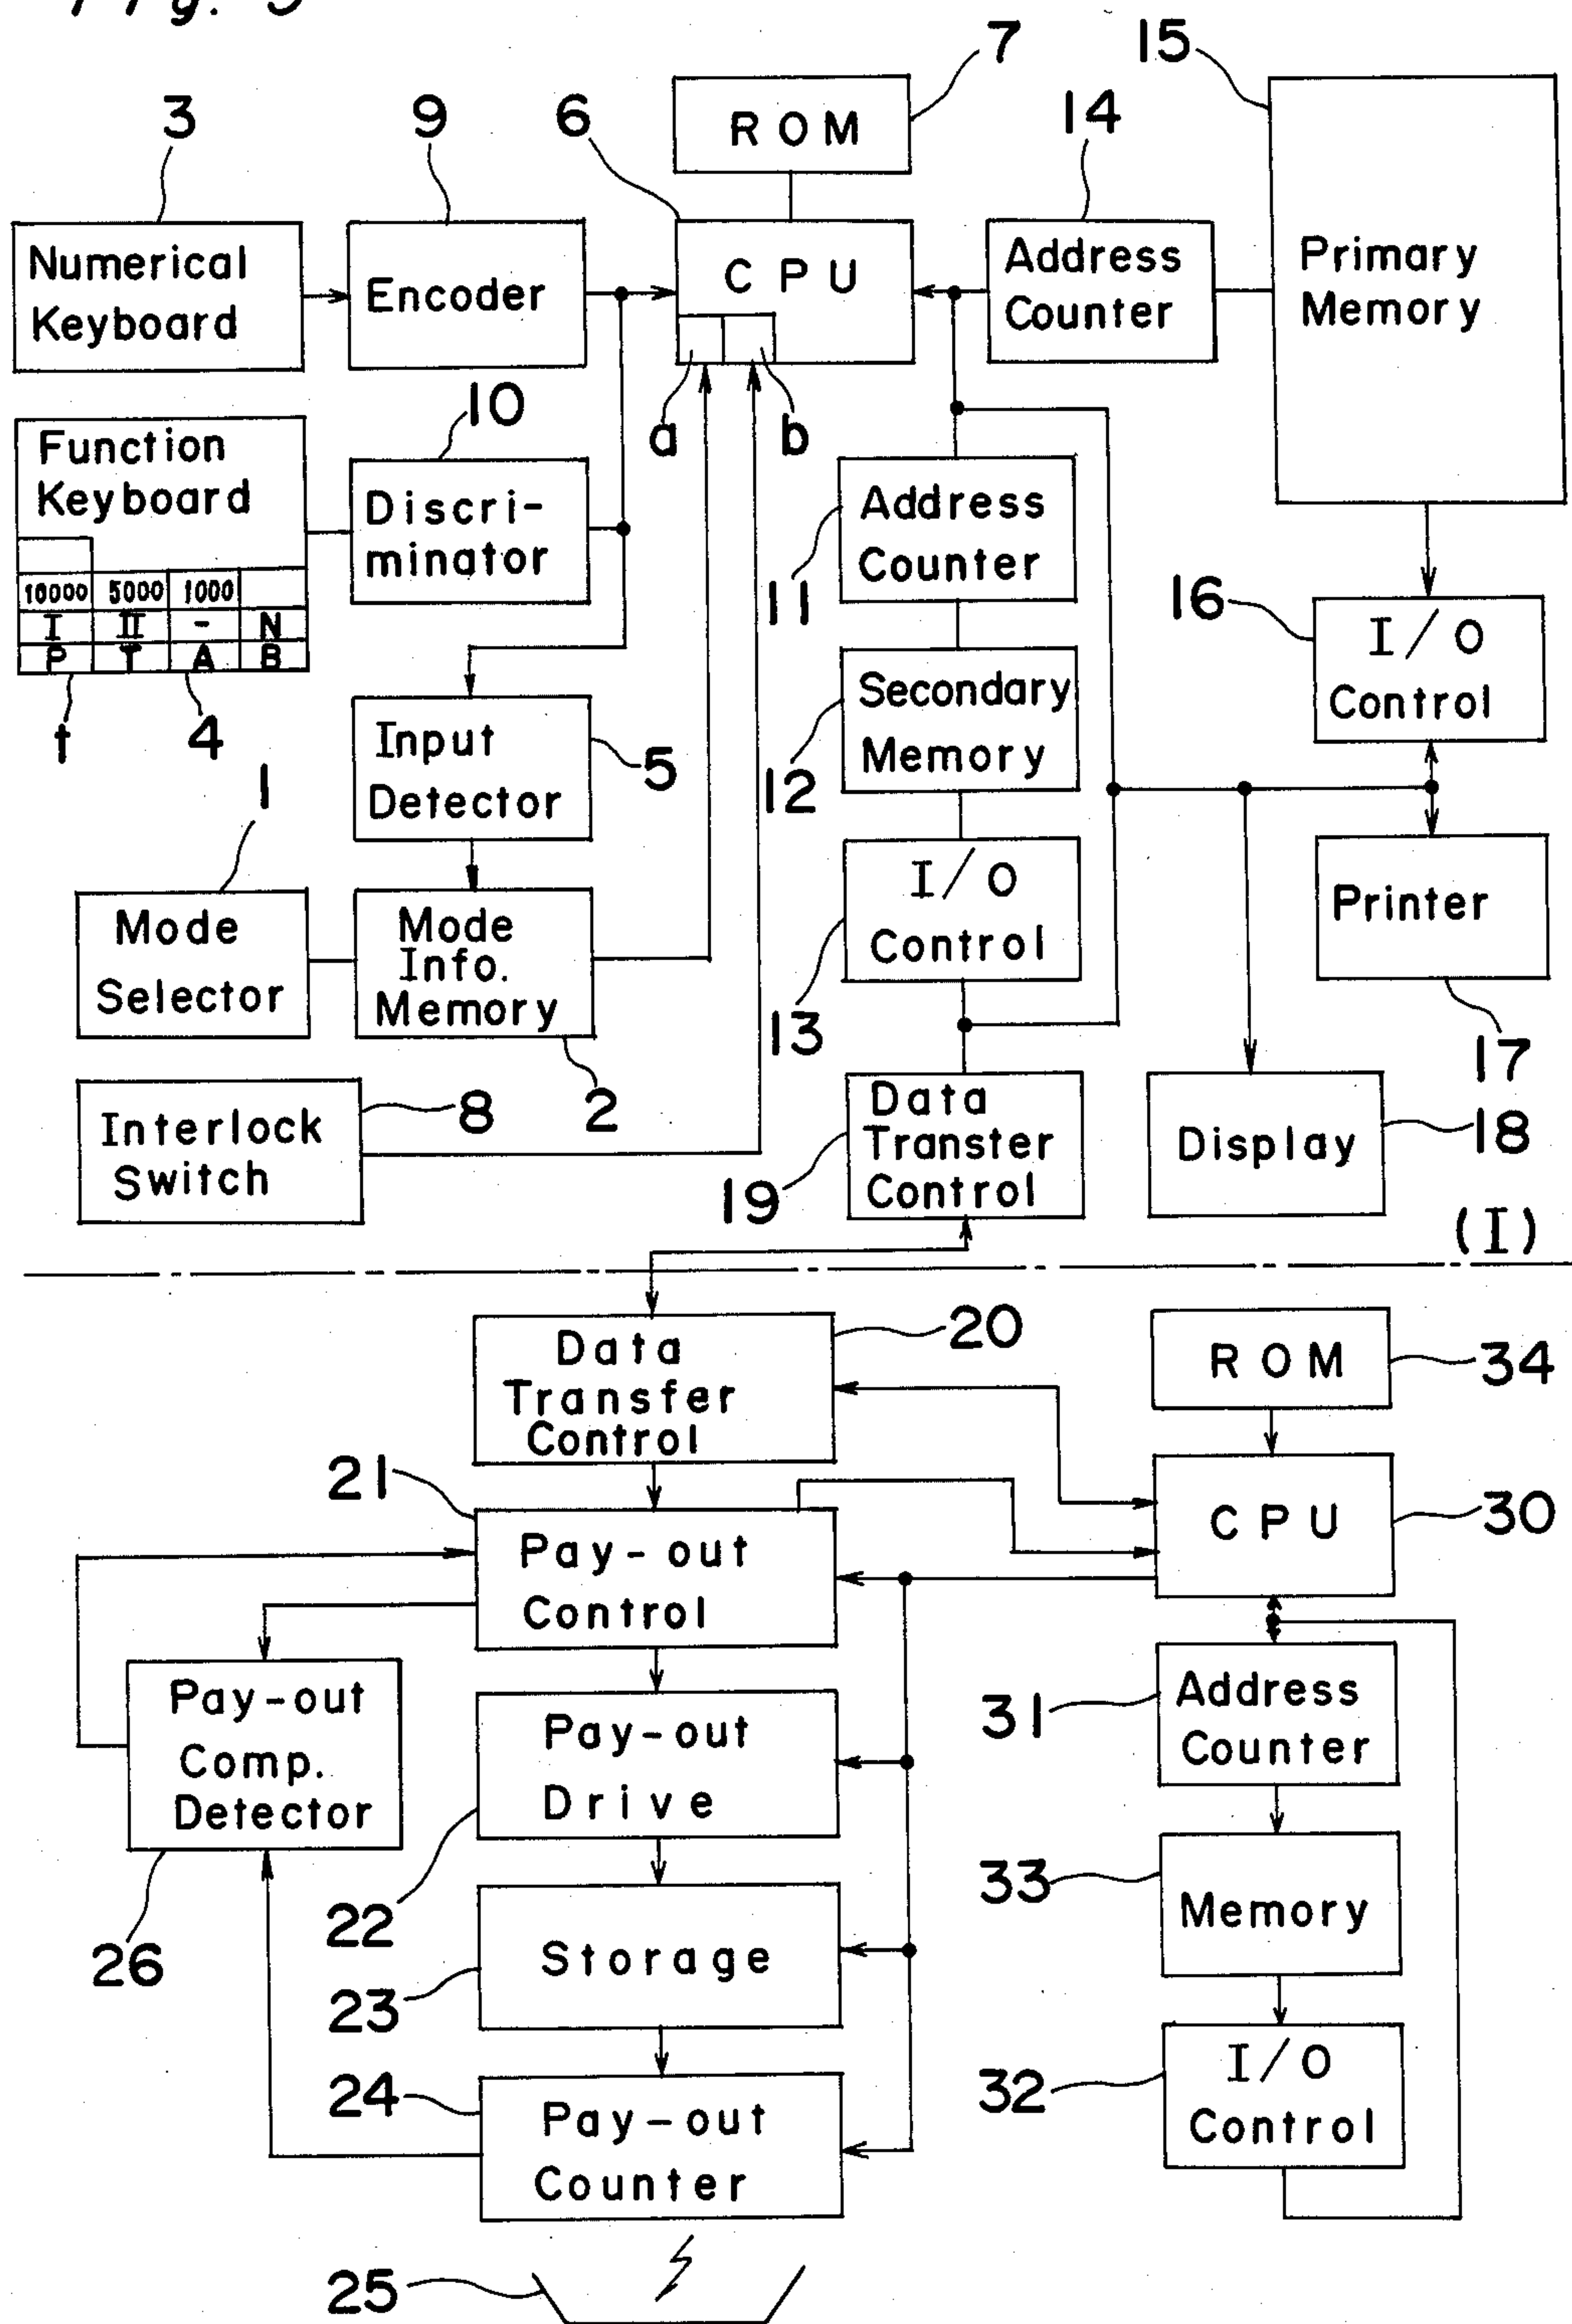 Fig. 3
7
15
3
9
6
14
ROM
Numerical
Keyboard
Encoder
CPU
Address
Counter
Primary
Memory
10
a
b
Function
Keyboard
10000 5000 1000
I II - N
P T A B
t
4
Discri-
minator
Address
Counter
11
16
I/O
Control
Input
Detector
5
Secondary
Memory
12
1
Mode
Selector
Mode
Info.
Memory
2
I/O
Control
13
Printer
17
Interlock
Switch
8
Data
Transter
Control
19
Display
18
(I)
Data
Transfer
Control
20
ROM
34
21
Pay-out
Control
CPU
30
Pay-out
Comp.
Detector
26
Pay-out
Drive
22
31
Address
Counter
Storage
23
33
Memory
24
Pay-out
Counter
32
I/O
Control
25